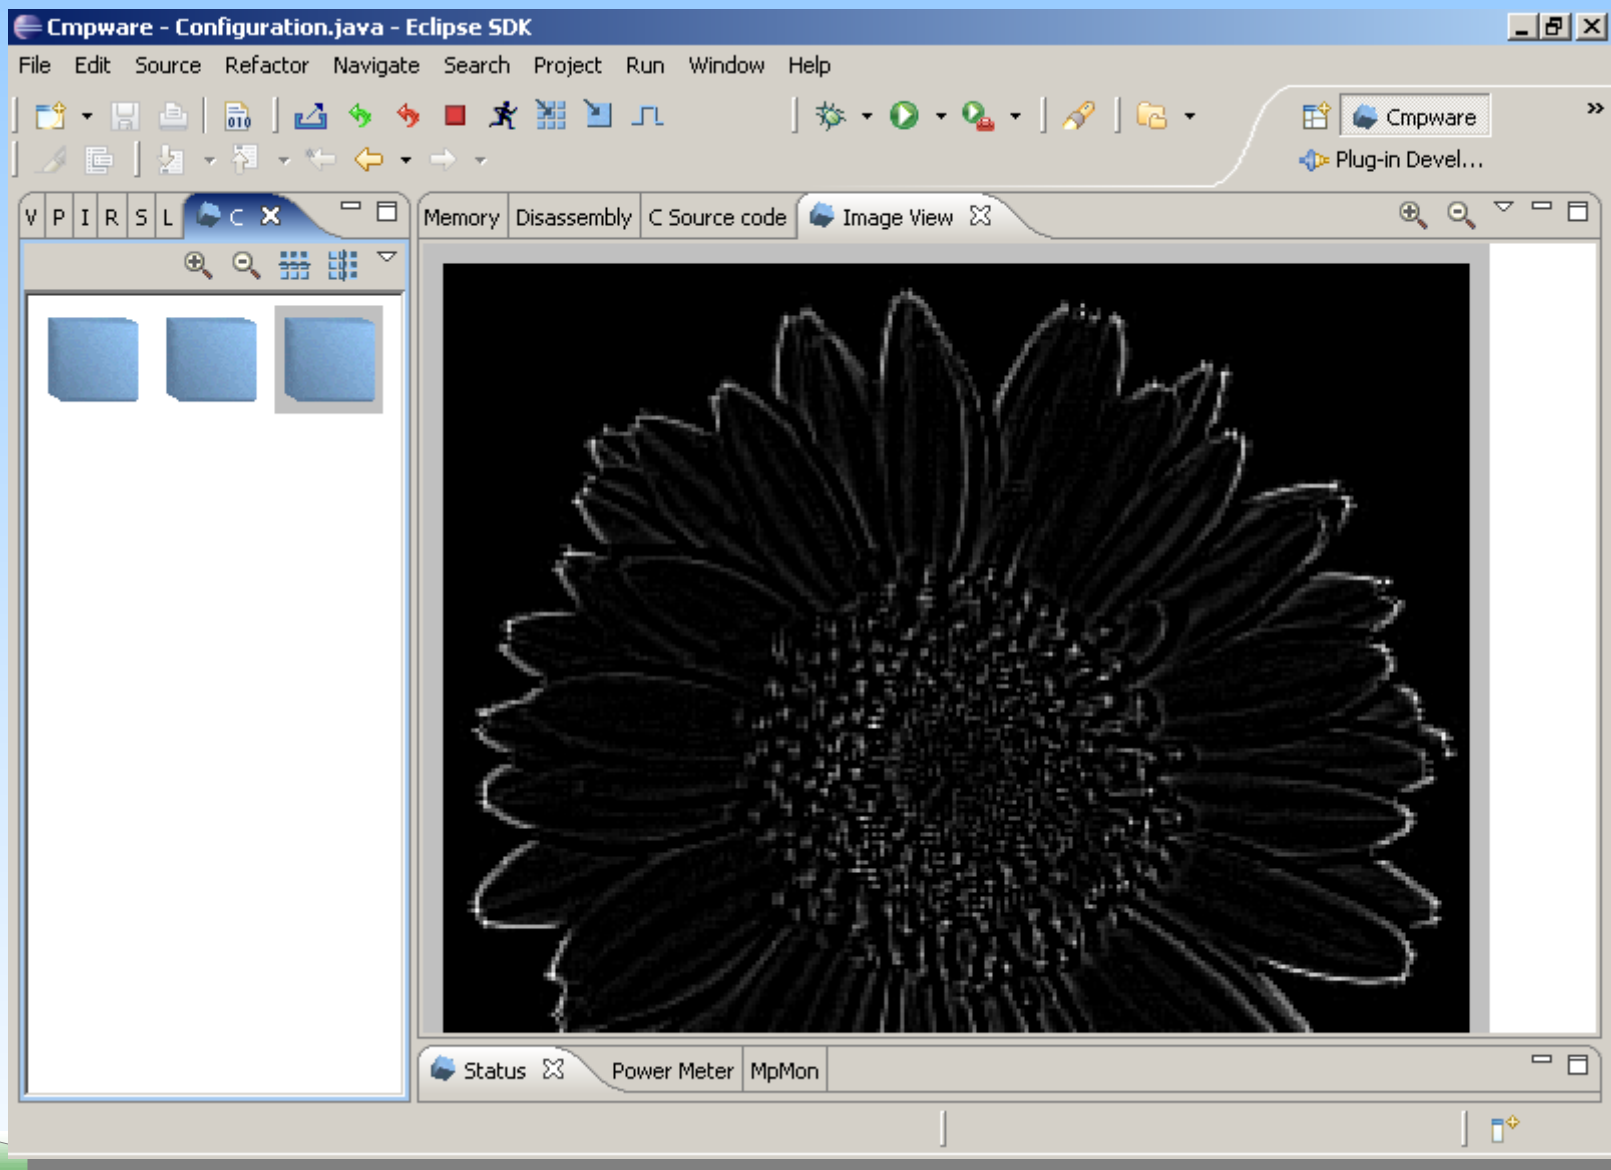 Cmpware - Configuration.java - Eclipse SDK
File Edit Source Refactor Navigate Search Project Run Window Help
010
Cmpware
»
Plug-in Devel...
V P I R S L C
Memory Disassembly C Source code Image View
Status Power Meter MpMon